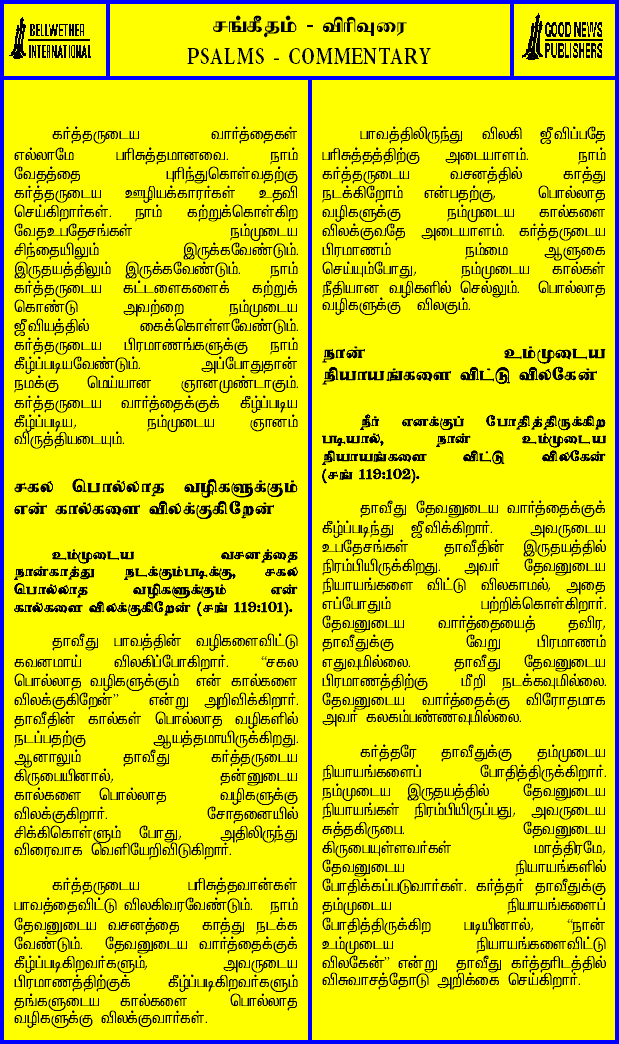 BELLWETHER
INTERNATIONAL
சங்கீதம் - விரிவுரை
PSALMS - COMMENTARY
GOOD NEWS
PUBLISHERS
கர்த்தருடைய வார்த்தைகள்
எல்லாமே பரிசுத்தமானவை. நாம்
வேதத்தை புரிந்துகொள்வதற்கு
கர்த்தருடைய ஊழியக்காரர்கள் உதவி
செய்கிறார்கள். நாம் கற்றுக்கொள்கிற
வேதஉபதேசங்கள் நம்முடைய
சிந்தையிலும் இருக்கவேண்டும்.
இருதயத்திலும் இருக்கவேண்டும். நாம்
கர்த்தருடைய கட்டளைகளைக் கற்றுக்
கொண்டு அவற்றை நம்முடைய
ஜீவியத்தில் கைக்கொள்ளவேண்டும்.
கர்த்தருடைய பிரமாணங்களுக்கு நாம்
கீழ்ப்படியவேண்டும். அப்போதுதான்
நமக்கு மெய்யான ஞானமுண்டாகும்.
கர்த்தருடைய வார்த்தைக்குக் கீழ்ப்படிய
கீழ்ப்படிய, நம்முடைய ஞானம்
விருத்தியடையும்.
சகல பொல்லாத வழிகளுக்கும்
என் கால்களை விலக்குகிறேன்
உம்முடைய வசனத்தை
நான்காத்து நடக்கும்படிக்கு, சகல
பொல்லாத வழிகளுக்கும் என்
கால்களை விலக்குகிறேன் (சங் 119:101).
தாவீது பாவத்தின் வழிகளைவிட்டு
கவனமாய் விலகிப்போகிறார். "சகல
பொல்லாத வழிகளுக்கும் என் கால்களை
விலக்குகிறேன்" என்று அறிவிக்கிறார்.
தாவீதின் கால்கள் பொல்லாத வழிகளில்
நடப்பதற்கு ஆயத்தமாயிருக்கிறது.
ஆனாலும் தாவீது கர்த்தருடைய
கிருபையினால், தன்னுடைய
கால்களை பொல்லாத வழிகளுக்கு
விலக்குகிறார். சோதனையில்
சிக்கிகொள்ளும் போது, அதிலிருந்து
விரைவாக வெளியேறிவிடுகிறார்.
கர்த்தருடைய பரிசுத்தவான்கள்
பாவத்தைவிட்டு விலகிவரவேண்டும். நாம்
தேவனுடைய வசனத்தை காத்து நடக்க
வேண்டும். தேவனுடைய வார்த்தைக்குக்
கீழ்ப்படிகிறவர்களும், அவருடைய
பிரமாணத்திற்குக் கீழ்ப்படிகிறவர்களும்
தங்களுடைய கால்களை பொல்லாத
வழிகளுக்கு விலக்குவார்கள்.
பாவத்திலிருந்து விலகி ஜீவிப்பதே
பரிசுத்தத்திற்கு அடையாளம். நாம்
கர்த்தருடைய வசனத்தில் காத்து
நடக்கிறோம் என்பதற்கு, பொல்லாத
வழிகளுக்கு நம்முடைய கால்களை
விலக்குவதே அடையாளம். கர்த்தருடைய
பிரமாணம் நம்மை ஆளுகை
செய்யும்போது, நம்முடைய கால்கள்
நீதியான வழிகளில் செல்லும். பொல்லாத
வழிகளுக்கு விலகும்.
நான் உம்முடைய
நியாயங்களை விட்டு விலகேன்
நீர் எனக்குப் போதித்திருக்கிற
படியால், நான் உம்முடைய
நியாயங்களை விட்டு விலகேன்
(சங் 119:102).
தாவீது தேவனுடைய வார்த்தைக்குக்
கீழ்ப்படிந்து ஜீவிக்கிறார். அவருடைய
உபதேசங்கள் தாவீதின் இருதயத்தில்
நிரம்பியிருக்கிறது. அவர் தேவனுடைய
நியாயங்களை விட்டு விலகாமல், அதை
எப்போதும் பற்றிக்கொள்கிறார்.
தேவனுடைய வார்த்தையைத் தவிர,
தாவீதுக்கு வேறு பிரமாணம்
எதுவுமில்லை. தாவீது தேவனுடைய
பிரமாணத்திற்கு மீறி நடக்கவுமில்லை.
தேவனுடைய வார்த்தைக்கு விரோதமாக
அவர் கலகம்பண்ணவுமில்லை.
கர்த்தரே தாவீதுக்கு தம்முடைய
நியாயங்களைப் போதித்திருக்கிறார்.
நம்முடைய இருதயத்தில் தேவனுடைய
நியாயங்கள் நிரம்பியிருப்பது, அவருடைய
சுத்தகிருபை. தேவனுடைய
கிருபையுள்ளவர்கள் மாத்திரமே,
தேவனுடைய நியாயங்களில்
போதிக்கப்படுவார்கள். கர்த்தர் தாவீதுக்கு
தம்முடைய நியாயங்களைப்
போதித்திருக்கிற படியினால், "நான்
உம்முடைய நியாயங்களைவிட்டு
விலகேன்" என்று தாவீது கர்த்தரிடத்தில்
விசுவாசத்தோடு அறிக்கை செய்கிறார்.